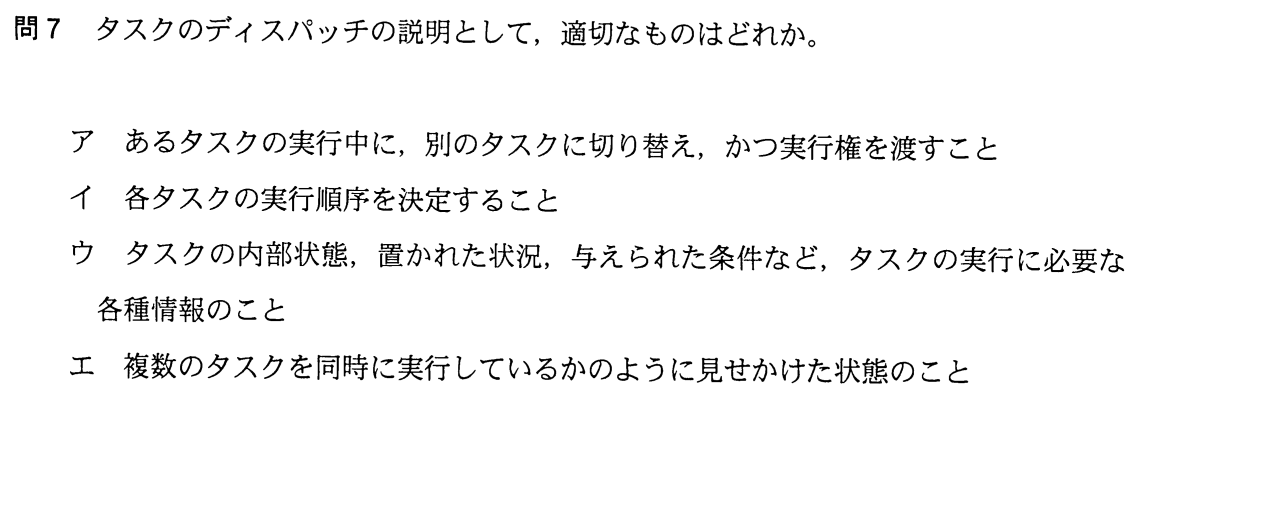 問7　タスクのディスパッチの説明として，適切なものはどれか。
ア　あるタスクの実行中に，別のタスクに切り替え，かつ実行権を渡すこと
イ　各タスクの実行順序を決定すること
ウ　タスクの内部状態，置かれた状況，与えられた条件など，タスクの実行に必要な
各種情報のこと
エ　複数のタスクを同時に実行しているかのように見せかけた状態のこと